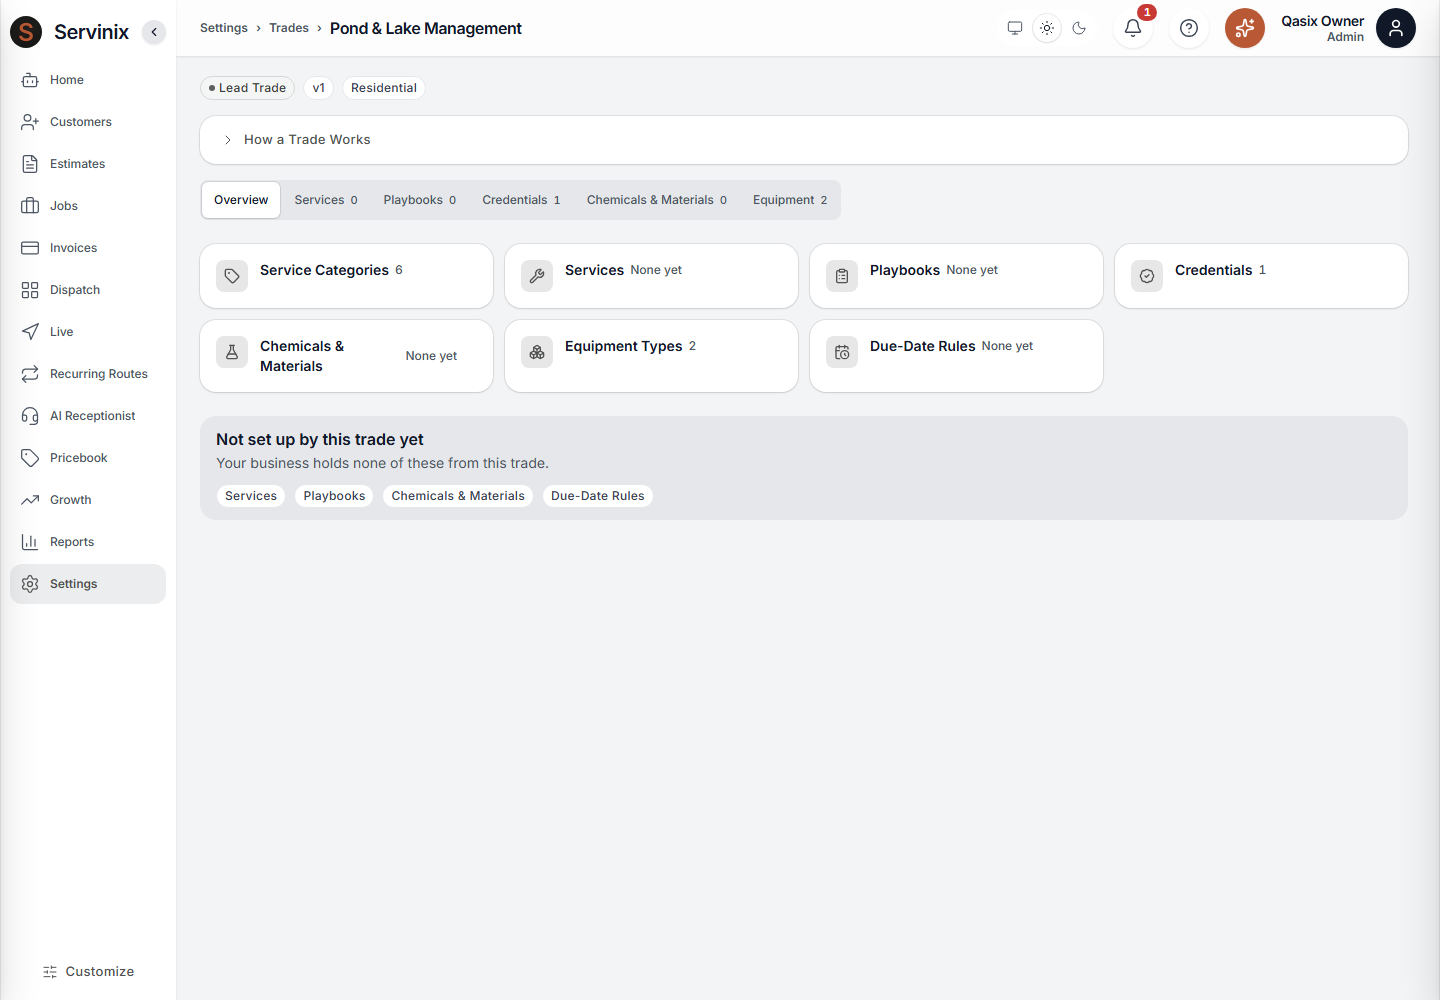 S Servinix
Settings › Trades › Pond & Lake Management
1
Qasix Owner
Admin
Home
Customers
Estimates
Jobs
Invoices
Dispatch
Live
Recurring Routes
AI Receptionist
Pricebook
Growth
Reports
Settings
Customize
Lead Trade v1 Residential
How a Trade Works
Overview Services 0 Playbooks 0 Credentials 1 Chemicals & Materials 0 Equipment 2
Service Categories 6
Services None yet
Playbooks None yet
Credentials 1
Chemicals &
Materials
None yet
Equipment Types 2
Due-Date Rules None yet
Not set up by this trade yet
Your business holds none of these from this trade.
Services Playbooks Chemicals & Materials Due-Date Rules